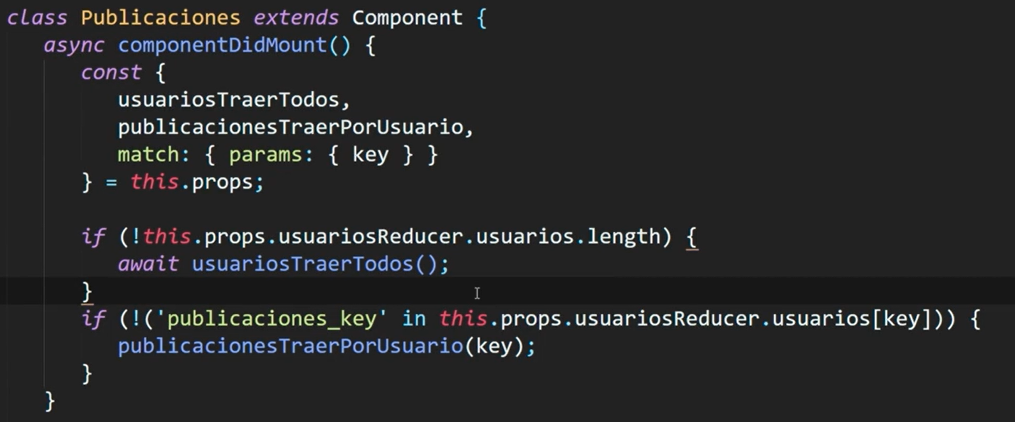 class Publicaciones extends Component {
async componentDidMount() {
const {
usuariosTraerTodos,
publicacionesTraerPorUsuario,
match: { params: { key } }
} = this.props;
if (!this.props.usuariosReducer.usuarios.length) {
await usuariosTraerTodos();
}
if (!('publicaciones_key' in this.props.usuariosReducer.usuarios[key])) {
publicacionesTraerPorUsuario(key);
}
}